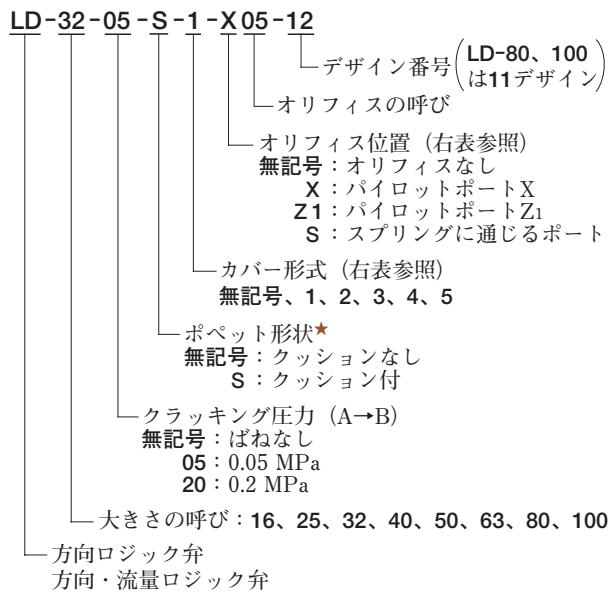 LD-32-05-S-1-X05-12
デザイン番号(LD-80、100
は11デザイン)
オリフィスの呼び
オリフィス位置（右表参照）
無記号：オリフィスなし
X：パイロットポートX
Z1：パイロットポートZ1
S：スプリングに通じるポート
カバー形式（右表参照）
無記号、1、2、3、4、5
ポペット形状★
無記号：クッションなし
S：クッション付
クラッキング圧力（A→B）
無記号：ばねなし
05：0.05 MPa
20：0.2 MPa
大きさの呼び：16、25、32、40、50、63、80、100
方向ロジック弁
方向・流量ロジック弁